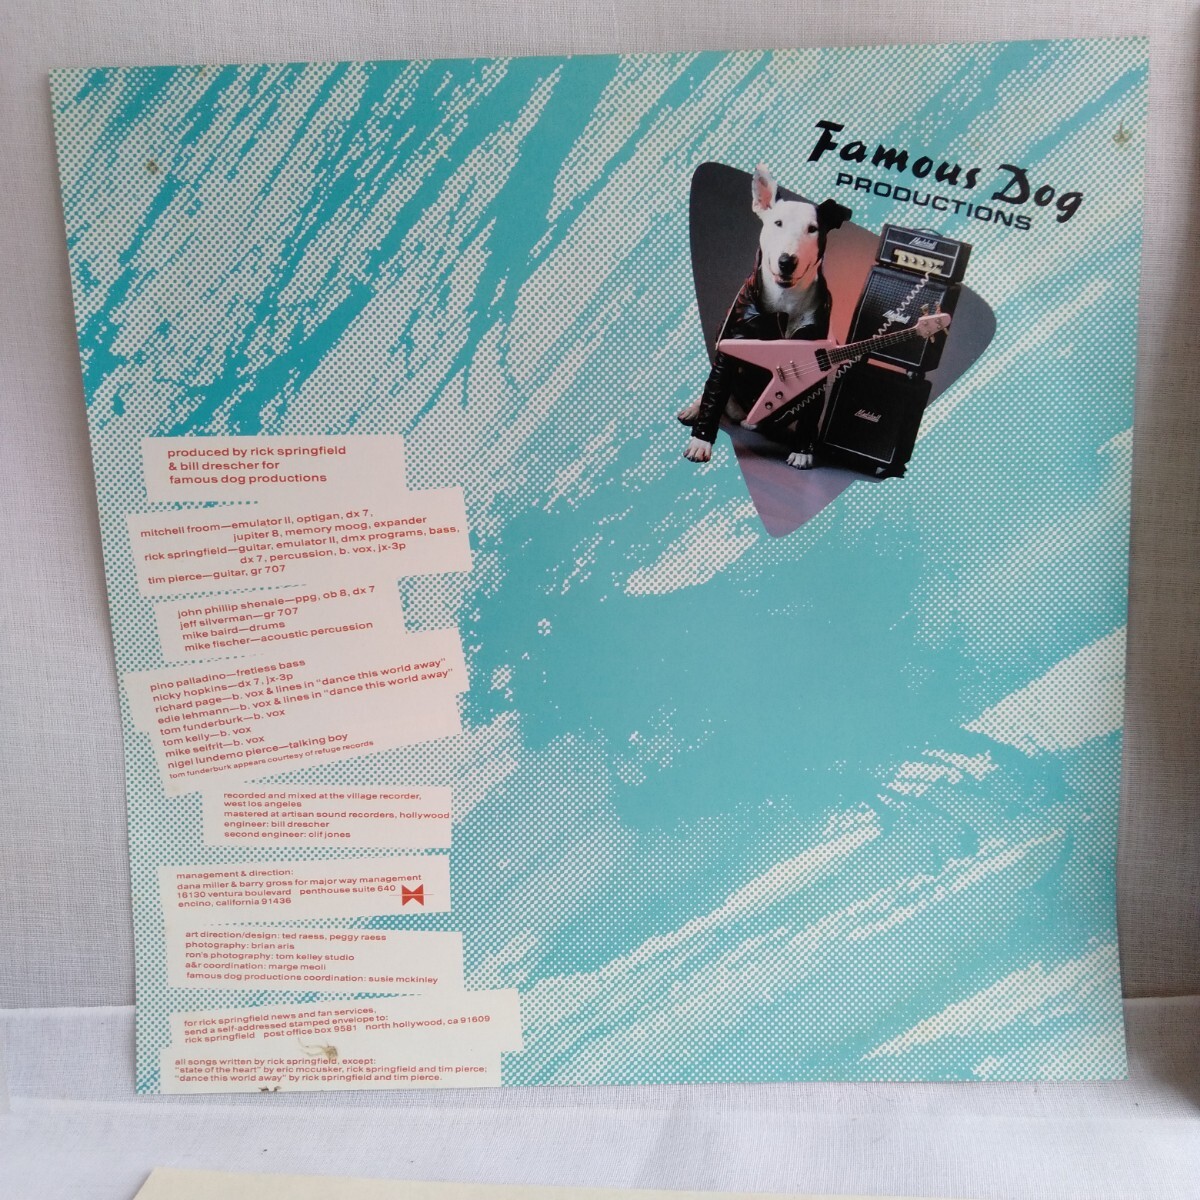 Famous Dog
PRODUCTIONS
Marshall
Marshall
Marshall
produced by rick springfield
& bill drescher for
famous dog productions
mitchell froom—emulator II, optigan, dx 7,
jupiter 8, memory moog, expander
rick springfield—guitar, emulator II, dmx programs, bass,
dx 7, percussion, b. vox, jx-3p
tim pierce—guitar, gr 707
john phillip shenale—ppg, ob 8, dx 7
jeff silverman—gr 707
mike baird—drums
mike fischer—acoustic percussion
pino palladino—fretless bass
nicky hopkins—dx 7, jx-3p
richard page—b. vox & lines in "dance this world away"
edie lehmann—b. vox & lines in "dance this world away"
tom funderburk—b. vox
tom kelly—b. vox
mike seifrit—b. vox
nigel lundemo pierce—talking boy
tom funderburk appears courtesy of refuge records
recorded and mixed at the village recorder,
west los angeles
mastered at artisan sound recorders, hollywood
engineer: bill drescher
second engineer: clif jones
management & direction:
dana miller & barry gross for major way management
16130 ventura boulevard penthouse suite 640
encino, california 91436
art direction/design: ted raess, peggy raess
photography: brian aris
ron's photography: tom kelley studio
a&r coordination: marge meoli
famous dog productions coordination: susie mckinley
for rick springfield news and fan services,
send a self-addressed stamped envelope to:
rick springfield post office box 9581 north hollywood, ca 91609
all songs written by rick springfield, except:
"state of the heart" by eric mccusker, rick springfield and tim pierce;
"dance this world away" by rick springfield and tim pierce.